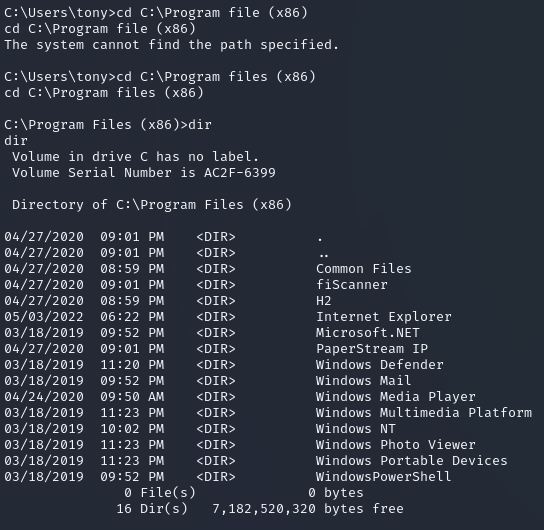 C:\Users\tony>cd C:\Program file (x86)
cd C:\Program file (x86)
The system cannot find the path specified.
C:\Users\tony>cd C:\Program files (x86)
cd C:\Program files (x86)
C:\Program Files (x86)>dir
dir
 Volume in drive C has no label.
 Volume Serial Number is AC2F-6399
 Directory of C:\Program Files (x86)
04/27/2020  09:01 PM    <DIR>          .
04/27/2020  09:01 PM    <DIR>          ..
04/27/2020  08:59 PM    <DIR>          Common Files
04/27/2020  09:01 PM    <DIR>          fiScanner
04/27/2020  08:59 PM    <DIR>          H2
05/03/2022  06:22 PM    <DIR>          Internet Explorer
03/18/2019  09:52 PM    <DIR>          Microsoft.NET
04/27/2020  09:01 PM    <DIR>          PaperStream IP
03/18/2019  11:20 PM    <DIR>          Windows Defender
03/18/2019  09:52 PM    <DIR>          Windows Mail
04/24/2020  09:50 AM    <DIR>          Windows Media Player
03/18/2019  11:23 PM    <DIR>          Windows Multimedia Platform
03/18/2019  10:02 PM    <DIR>          Windows NT
03/18/2019  11:23 PM    <DIR>          Windows Photo Viewer
03/18/2019  11:23 PM    <DIR>          Windows Portable Devices
03/18/2019  09:52 PM    <DIR>          WindowsPowerShell
               0 File(s)              0 bytes
              16 Dir(s)   7,182,520,320 bytes free